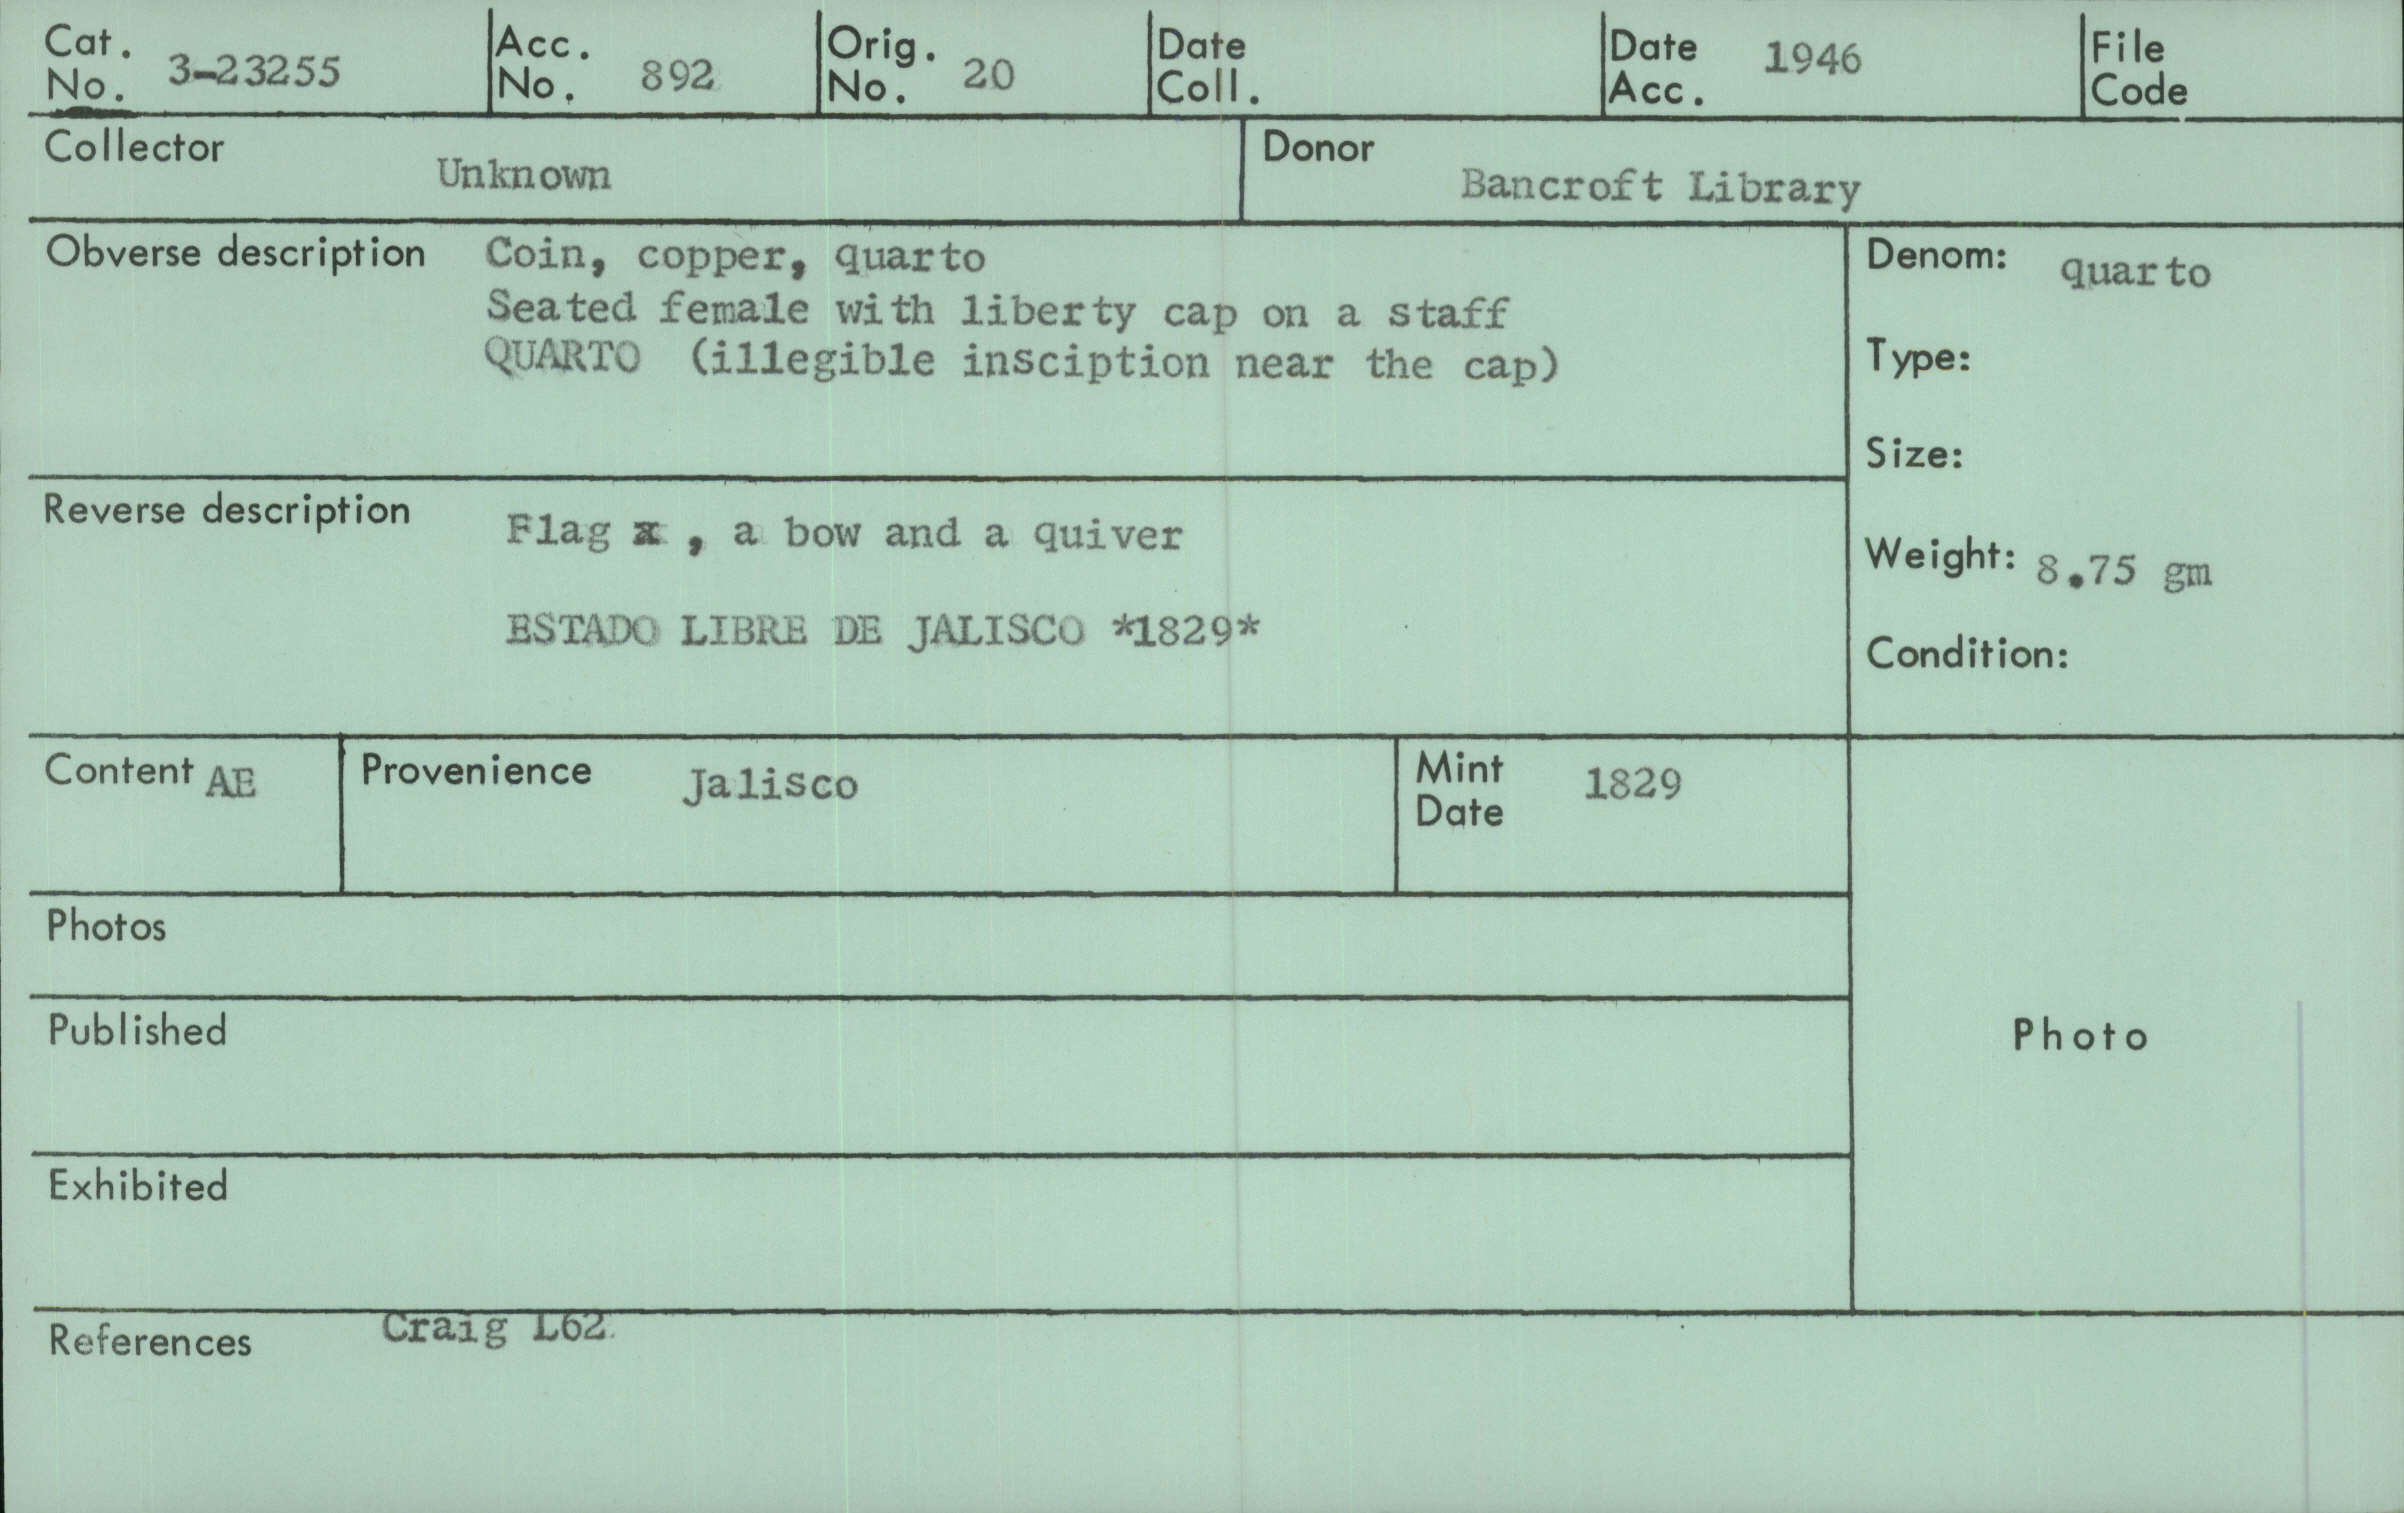 Cat. No. 3-23255
Acc. No. 892
Orig. No. 20
Date Coll.
Date Acc. 1946
File Code
Collector Unknown
Donor Bancroft Library
Obverse description Coin, copper, quarto
Seated female with liberty cap on a staff
QUARTO (illegible insciption near the cap)
Denom: quarto
Type:
Size:
Weight: 8.75 gm
Condition:
Reverse description Flag x , a bow and a quiver
ESTADO LIBRE DE JALISCO *1829*
Content AE
Provenience Jalisco
Mint Date 1829
Photos
Published
Photo
Exhibited
References Craig L62.